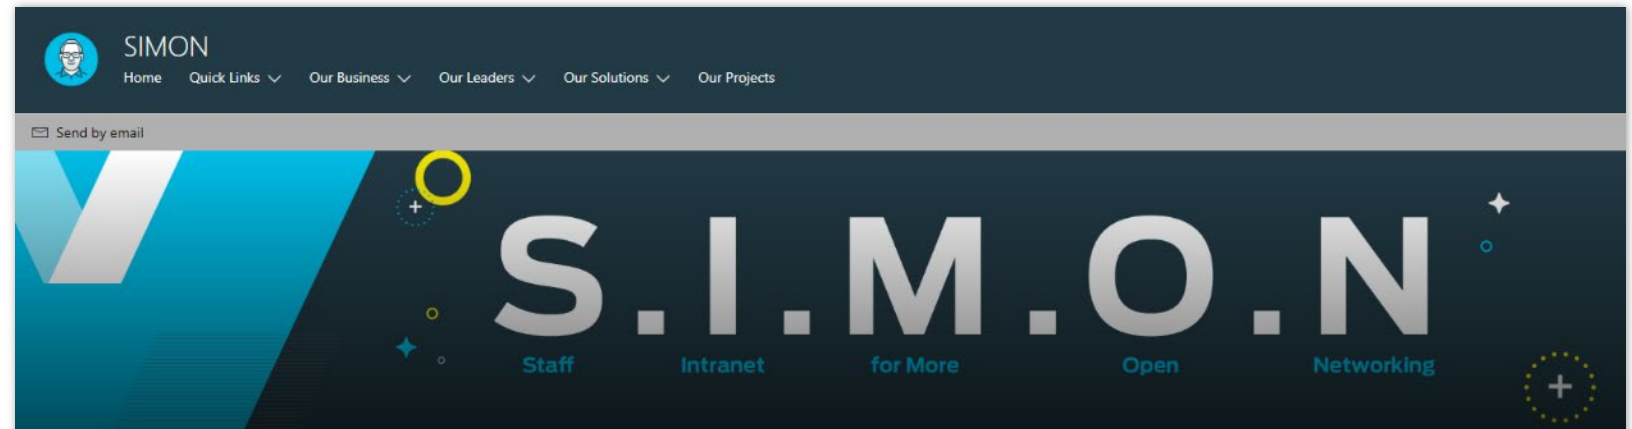 SIMON
Home Quick Links Our Business Our Leaders Our Solutions Our Projects
Send by email
S.I.M.O.N
Staff Intranet for More Open Networking